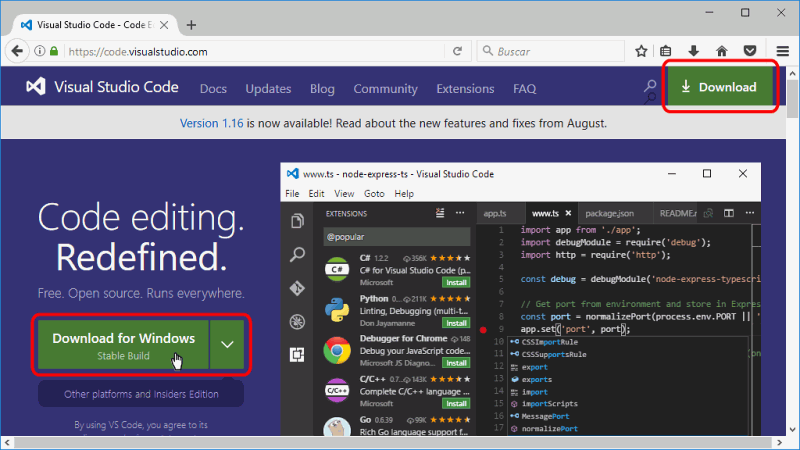 Visual Studio Code - Code E
https://code.visualstudio.com
Buscar
Visual Studio Code Docs Updates Blog Community Extensions FAQ Download
Version 1.16 is now available! Read about the new features and fixes from August.
Code editing.
Redefined.
Free. Open source. Runs everywhere.
Download for Windows
Stable Build
Other platforms and Insiders Edition
By using VS Code, you agree to its
www.ts - node-express-ts - Visual Studio Code
File Edit View Goto Help
EXTENSIONS
@popular
C# 1.2.2 356K
C# for Visual Studio Code (p...
Microsoft Install
Python 0.... 211K
Linting, Debugging (multi-t...
Don Jayamanne Install
Debugger for Chrome 148
Debug your JavaScript code...
Microsoft JS Diagno... Install
C/C++ 0.7... 143K
Complete C/C++ language ...
Microsoft Install
Go 0.6.39 99K
Rich Go language support f...
app.ts www.ts package.json README.
1 import app from './app';
2 import debugModule = require('debug');
3 import http = require('http');
4
5 const debug = debugModule('node-express-typescr
6
7 // Get port from environment and store in Expres
8 const port = normalizePort(process.env.PORT || '
9 app.set('port', port);
10 CSSImportRule
11 CSSSupportsRule
12 export
13 exports
14 import
15 importScripts
16 MessagePort
17 normalizePort